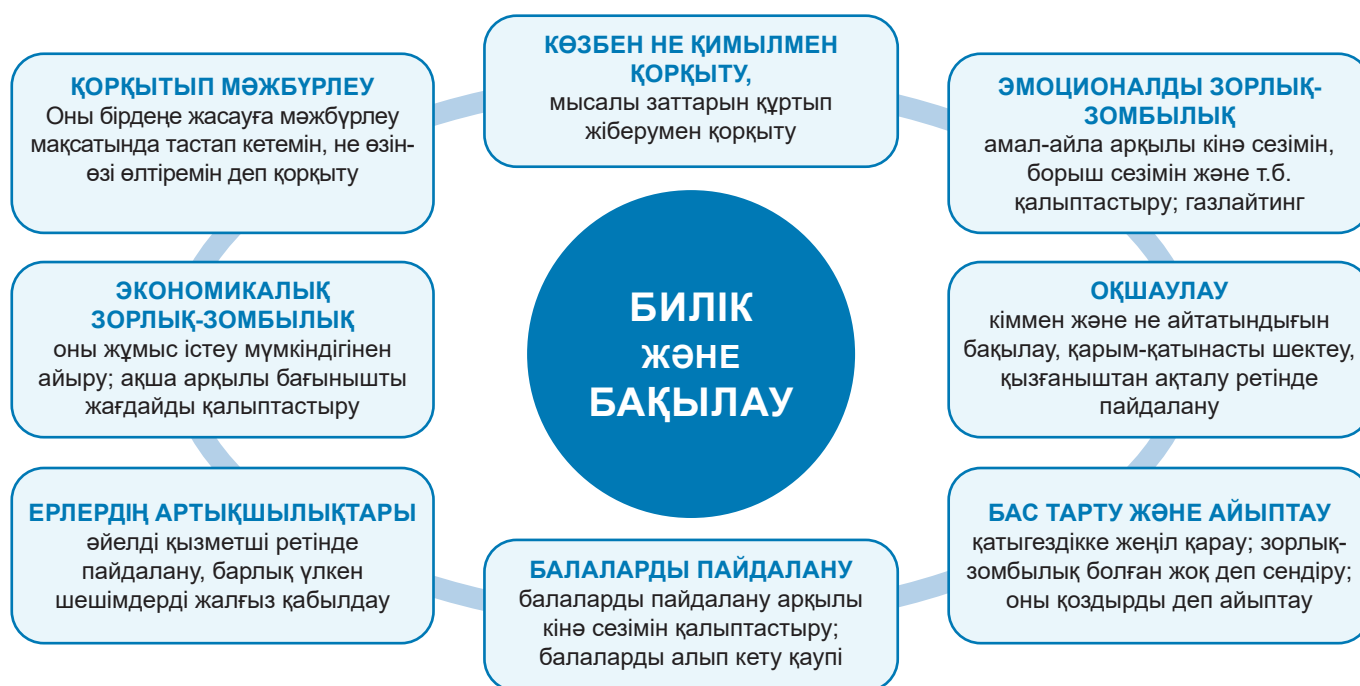 КӨЗБЕН НЕ ҚИМЫЛМЕН
ҚОРҚЫТУ,
мысалы заттарын құртып
жіберумен қорқыту
ҚОРҚЫТЫП МӘЖБҮРЛЕУ
Оны бірдеңе жасауға мәжбүрлеу
мақсатында тастап кетемін, не өзін-
өзі өлтіремін деп қорқыту
ЭМОЦИОНАЛДЫ ЗОРЛЫҚ-
ЗОМБЫЛЫҚ
амал-айла арқылы кінә сезімін,
борыш сезімін және т.б.
қалыптастыру; газлайтинг
ЭКОНОМИКАЛЫҚ
ЗОРЛЫҚ-ЗОМБЫЛЫҚ
оны жұмыс істеу мүмкіндігінен
айыру; ақша арқылы бағынышты
жағдайды қалыптастыру
БИЛІК
ЖӘНЕ
БАҚЫЛАУ
ОҚШАУЛАУ
кіммен және не айтатындығын
бақылау, қарым-қатынасты шектеу,
қызғаныштан ақталу ретінде
пайдалану
ЕРЛЕРДІҢ АРТЫҚШЫЛЫҚТАРЫ
әйелді қызметші ретінде
пайдалану, барлық үлкен
шешімдерді жалғыз қабылдау
БАЛАЛАРДЫ ПАЙДАЛАНУ
балаларды пайдалану арқылы
кінә сезімін қалыптастыру;
балаларды алып кету қаупі
БАС ТАРТУ ЖӘНЕ АЙЫПТАУ
қатыгездікке жеңіл қарау; зорлық-
зомбылық болған жоқ деп сендіру;
оны қоздырды деп айыптау